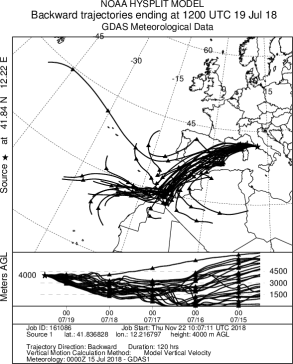 NOAA HYSPLIT MODEL
Backward trajectories ending at 1200 UTC 19 Jul 18
GDAS Meteorological Data
Source ★ at 41.84 N 12.22 E
45
60
-30
-15
15
45
Meters AGL
4000
4500
3000
1500
00 00 00 00 00
07/19 07/18 07/17 07/16 07/15
Job ID: 161086 Job Start: Thu Nov 22 10:07:11 UTC 2018
Source 1 lat.: 41.836828 lon.: 12.216797 height: 4000 m AGL
Trajectory Direction: Backward Duration: 120 hrs
Vertical Motion Calculation Method: Model Vertical Velocity
Meteorology: 0000Z 15 Jul 2018 - GDAS1